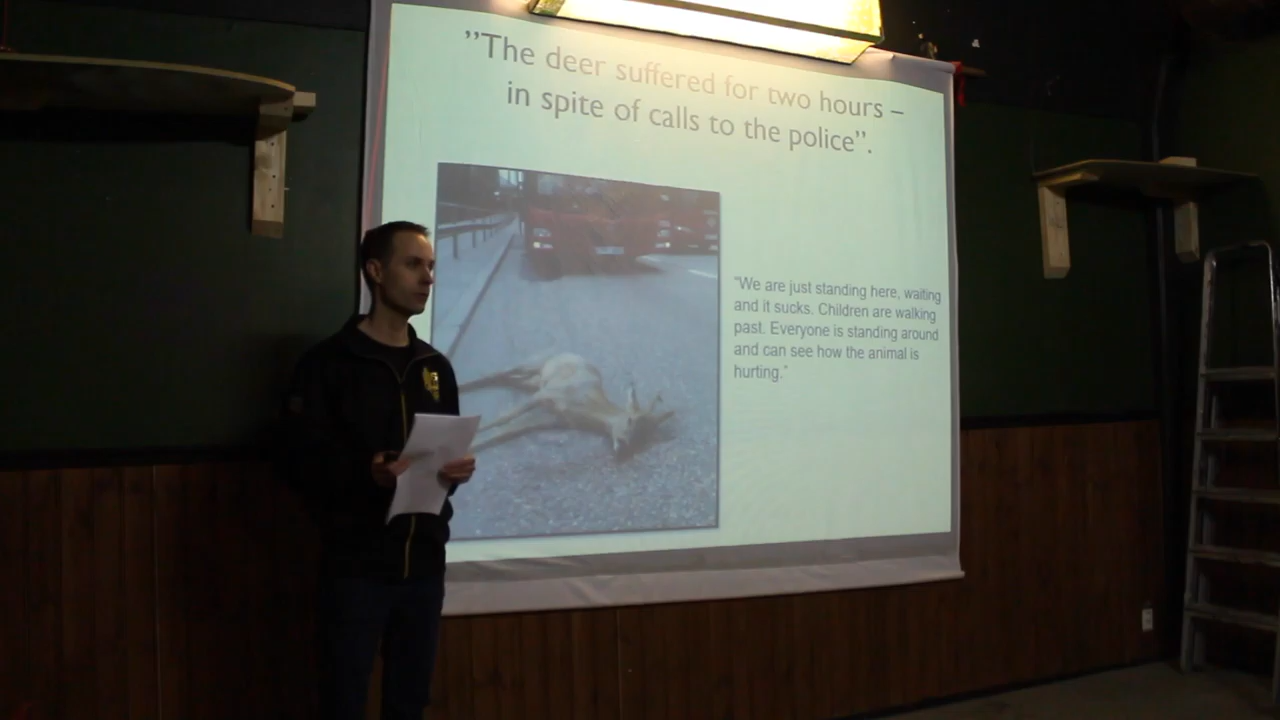 ”The deer suffered for two hours –
in spite of calls to the police”.
"We are just standing here, waiting
and it sucks. Children are walking
past. Everyone is standing around
and can see how the animal is
hurting."